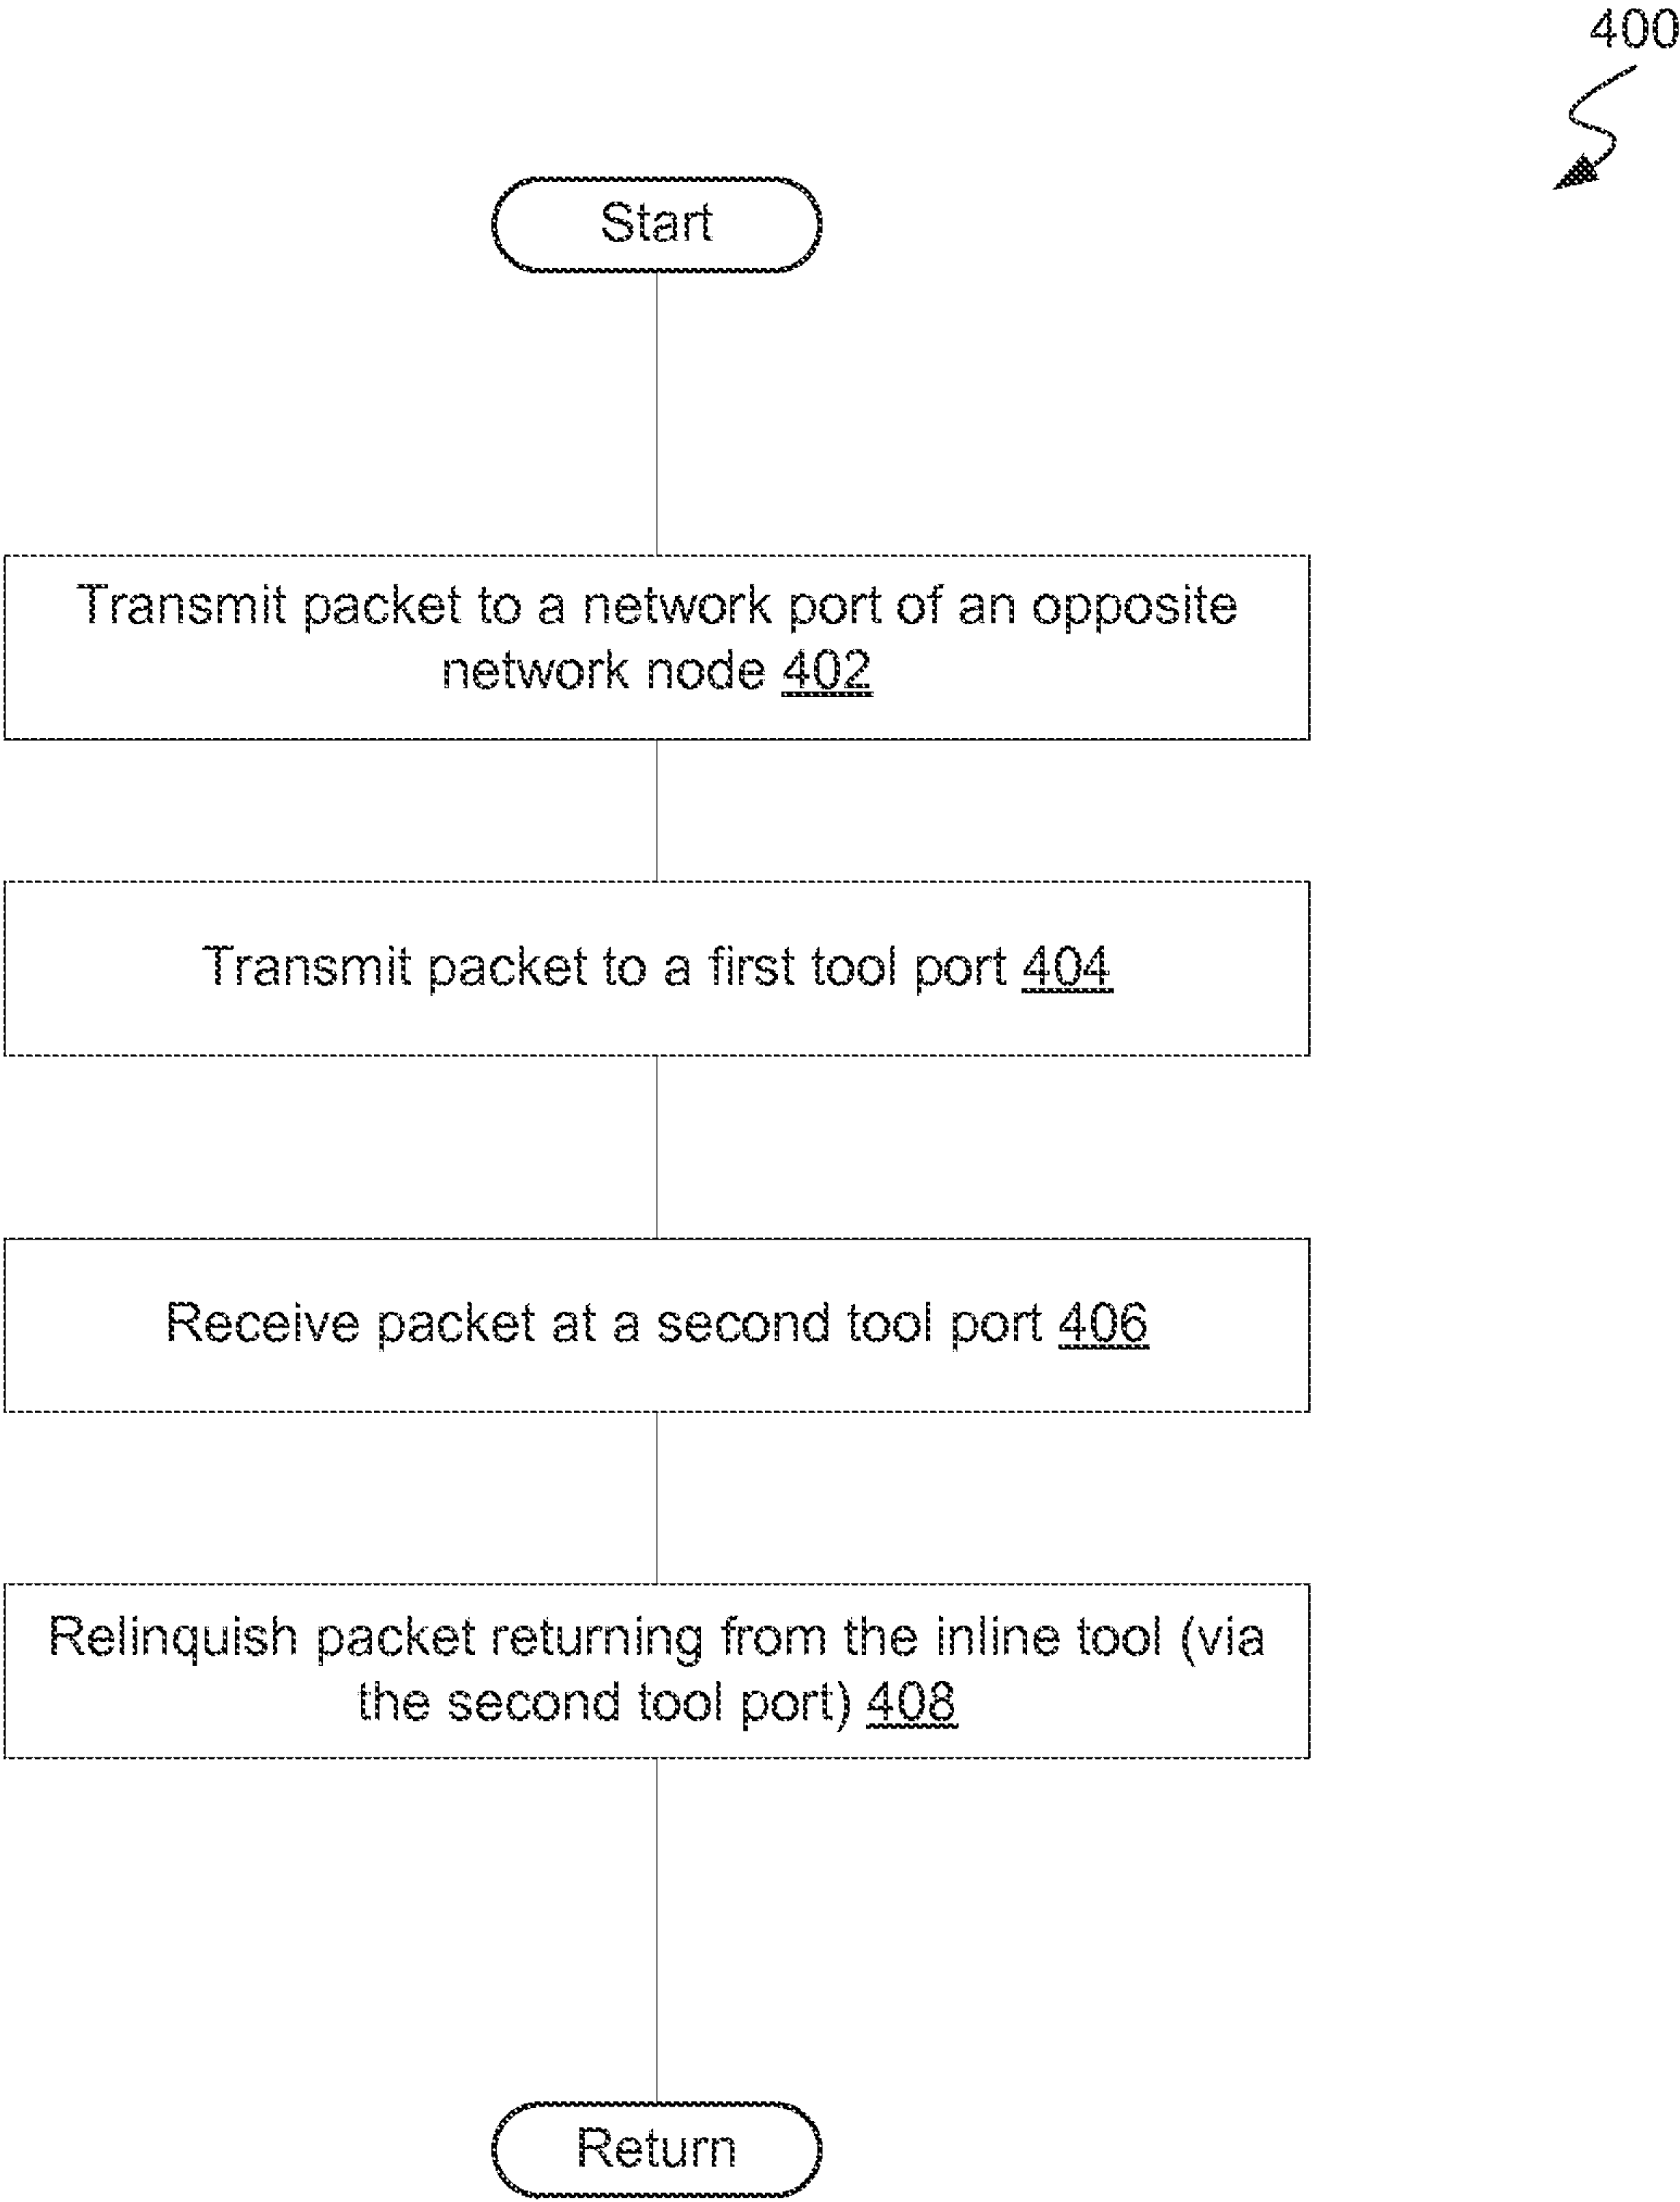 400
Start
Transmit packet to a network port of an opposite
network node 402
Transmit packet to a first tool port 404
Receive packet at a second tool port 406
Relinquish packet returning from the inline tool (via
the second tool port) 408
Return